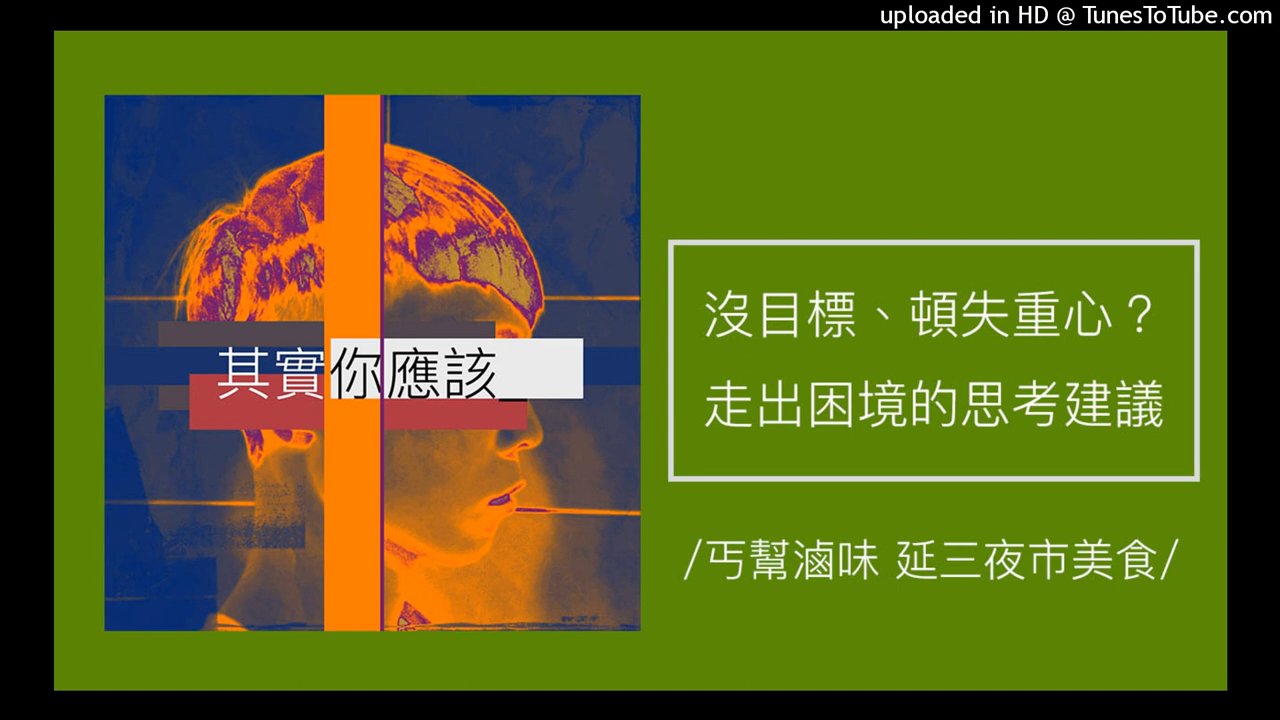 uploaded in HD @ TunesToTube.com
其實你應該_
沒目標、頓失重心？
走出困境的思考建議
/丐幫滷味 延三夜市美食/